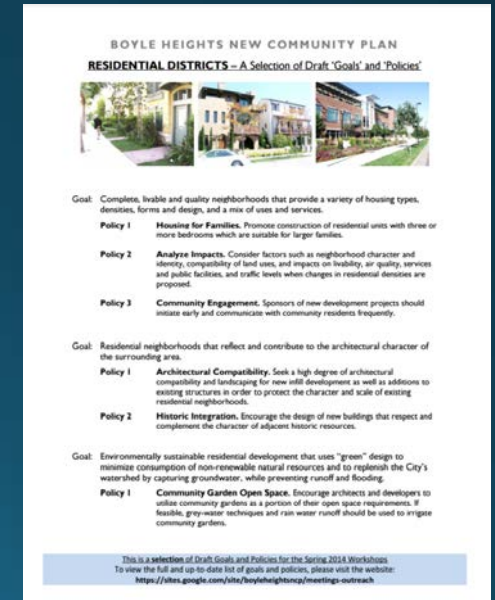 BOYLE HEIGHTS NEW COMMUNITY PLAN
RESIDENTIAL DISTRICTS – A Selection of Draft 'Goals' and 'Policies'
Goal: Complete, livable and quality neighborhoods that provide a variety of housing types,
densities, forms and design, and a mix of uses and services.
Policy 1 Housing for Families. Promote construction of residential units with three or
more bedrooms which are suitable for larger families.
Policy 2 Analyze Impacts. Consider factors such as neighborhood character and
identity, compatibility of land uses, and impacts on livability, air quality, services
and public facilities, and traffic levels when changes in residential densities are
proposed.
Policy 3 Community Engagement. Sponsors of new development projects should
initiate early and communicate with community residents frequently.
Goal: Residential neighborhoods that reflect and contribute to the architectural character of
the surrounding area.
Policy 1 Architectural Compatibility. Seek a high degree of architectural
compatibility and landscaping for new infill development as well as additions to
existing structures in order to protect the character and scale of existing
residential neighborhoods.
Policy 2 Historic Integration. Encourage the design of new buildings that respect and
complement the character of adjacent historic resources.
Goal: Environmentally sustainable residential development that uses "green" design to
minimize consumption of non-renewable natural resources and to replenish the City's
watershed by capturing groundwater, while preventing runoff and flooding.
Policy 1 Community Garden Open Space. Encourage architects and developers to
utilize community gardens as a portion of their open space requirements. If
feasible, grey-water techniques and rain water runoff should be used to irrigate
community gardens.
This is a selection of Draft Goals and Policies for the Spring 2014 Workshops
To view the full and up-to-date list of goals and policies, please visit the website:
https://sites.google.com/site/boyleheightsncp/meetings-outreach